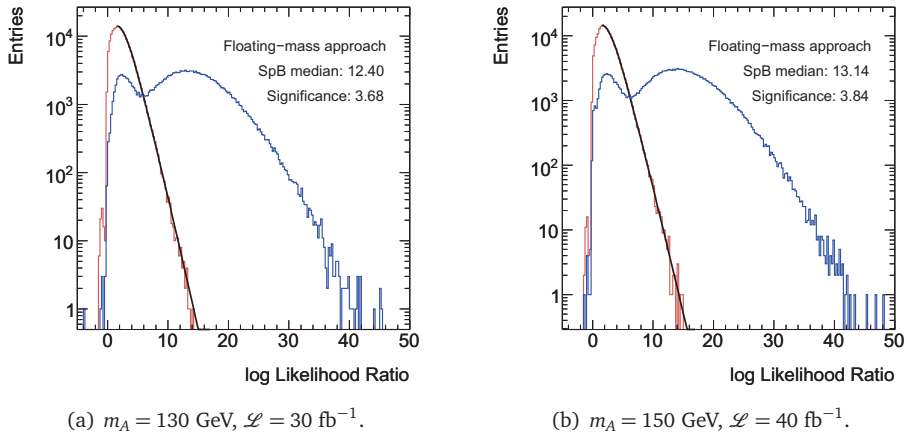 Entries
10⁴
10³
10²
10
1
0 10 20 30 40 50
log Likelihood Ratio
Floating−mass approach
SpB median: 12.40
Significance: 3.68
(a) m_A = 130 GeV, ℒ = 30 fb⁻¹.
Entries
10⁴
10³
10²
10
1
0 10 20 30 40 50
log Likelihood Ratio
Floating−mass approach
SpB median: 13.14
Significance: 3.84
(b) m_A = 150 GeV, ℒ = 40 fb⁻¹.